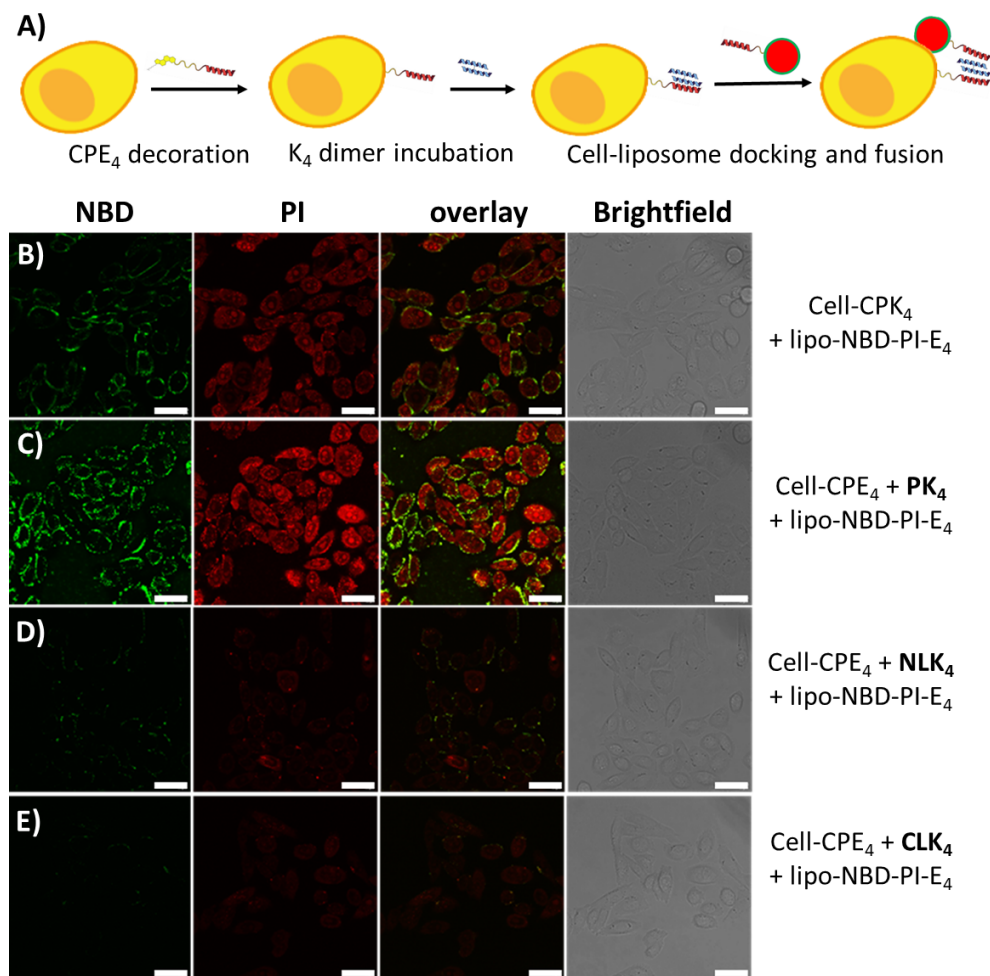 A)
CPE₄ decoration
K₄ dimer incubation
Cell-liposome docking and fusion
NBD PI overlay Brightfield
B)
Cell-CPK₄
+ lipo-NBD-PI-E₄
C)
Cell-CPE₄ + PK₄
+ lipo-NBD-PI-E₄
D)
Cell-CPE₄ + NLK₄
+ lipo-NBD-PI-E₄
E)
Cell-CPE₄ + CLK₄
+ lipo-NBD-PI-E₄